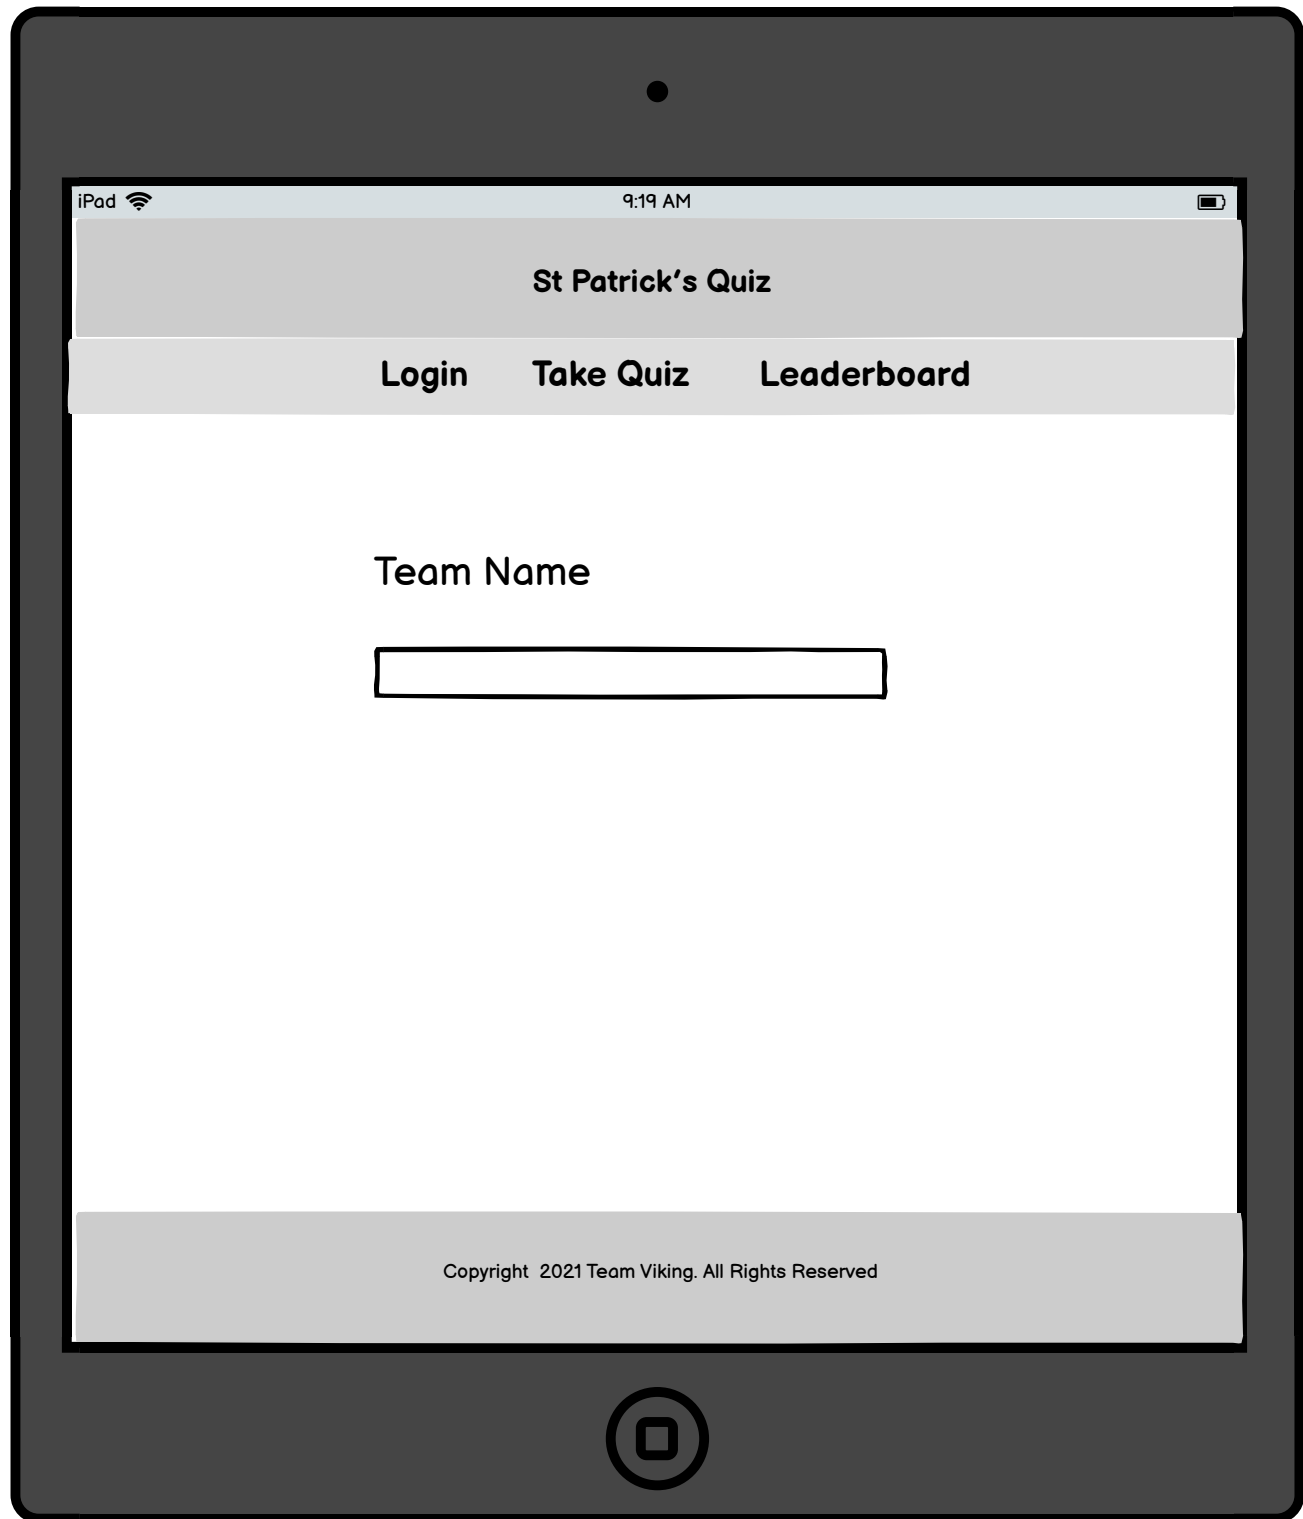 iPad 9:19 AM
St Patrick's Quiz
Login Take Quiz Leaderboard
Team Name
Copyright 2021 Team Viking. All Rights Reserved